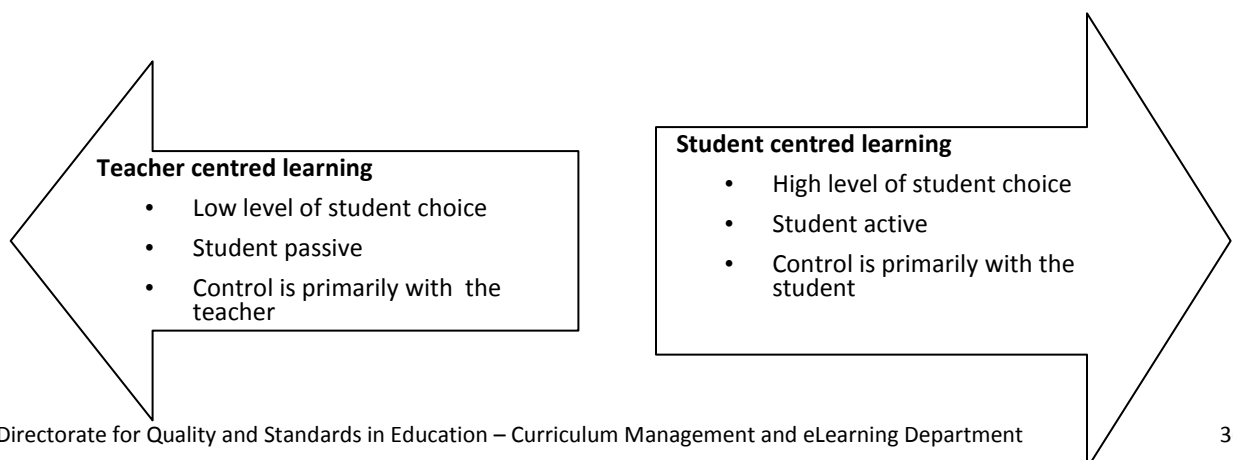 Teacher centred learning
• Low level of student choice
• Student passive
• Control is primarily with the
teacher
Student centred learning
• High level of student choice
• Student active
• Control is primarily with the
student
Directorate for Quality and Standards in Education – Curriculum Management and eLearning Department 3